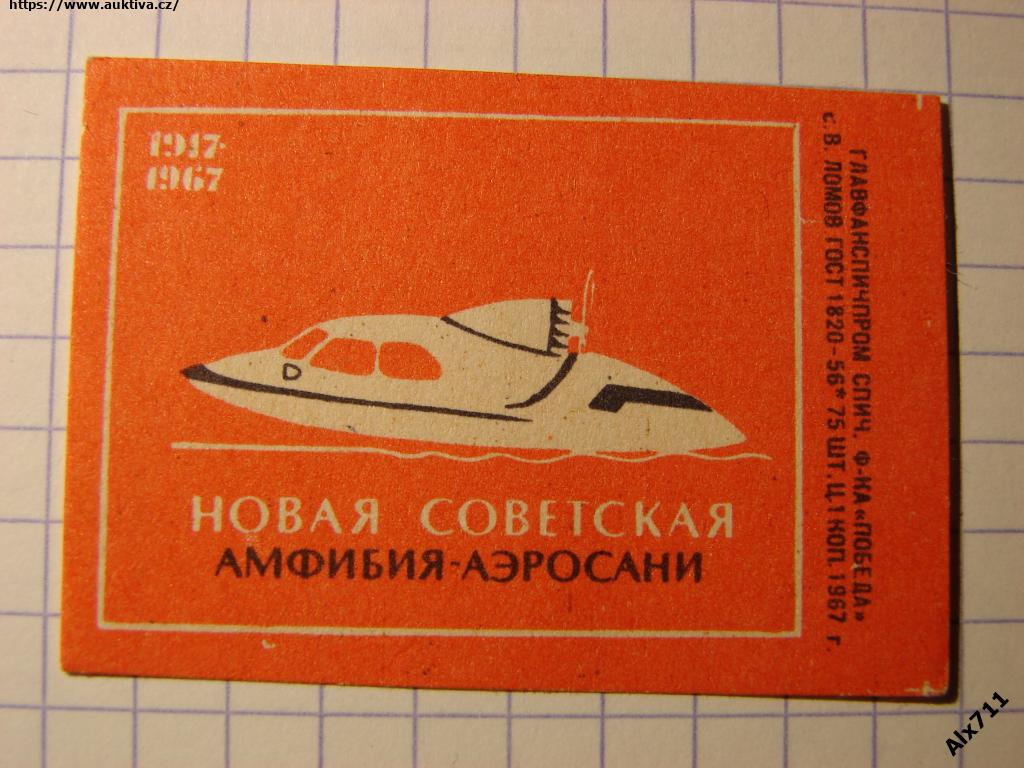 https://www.auktiva.cz/
1917-
1967
НОВАЯ СОВЕТСКАЯ
АМФИБИЯ-АЭРОСАНИ
ГЛАВФАНСПИЧПРОМ СПИЧ. Ф-КА «ПОБЕДА»
с. В. ЛОМОВ ГОСТ 1820-56*75 ШТ. Ц. 1 КОП. 1967 г.
Alx711